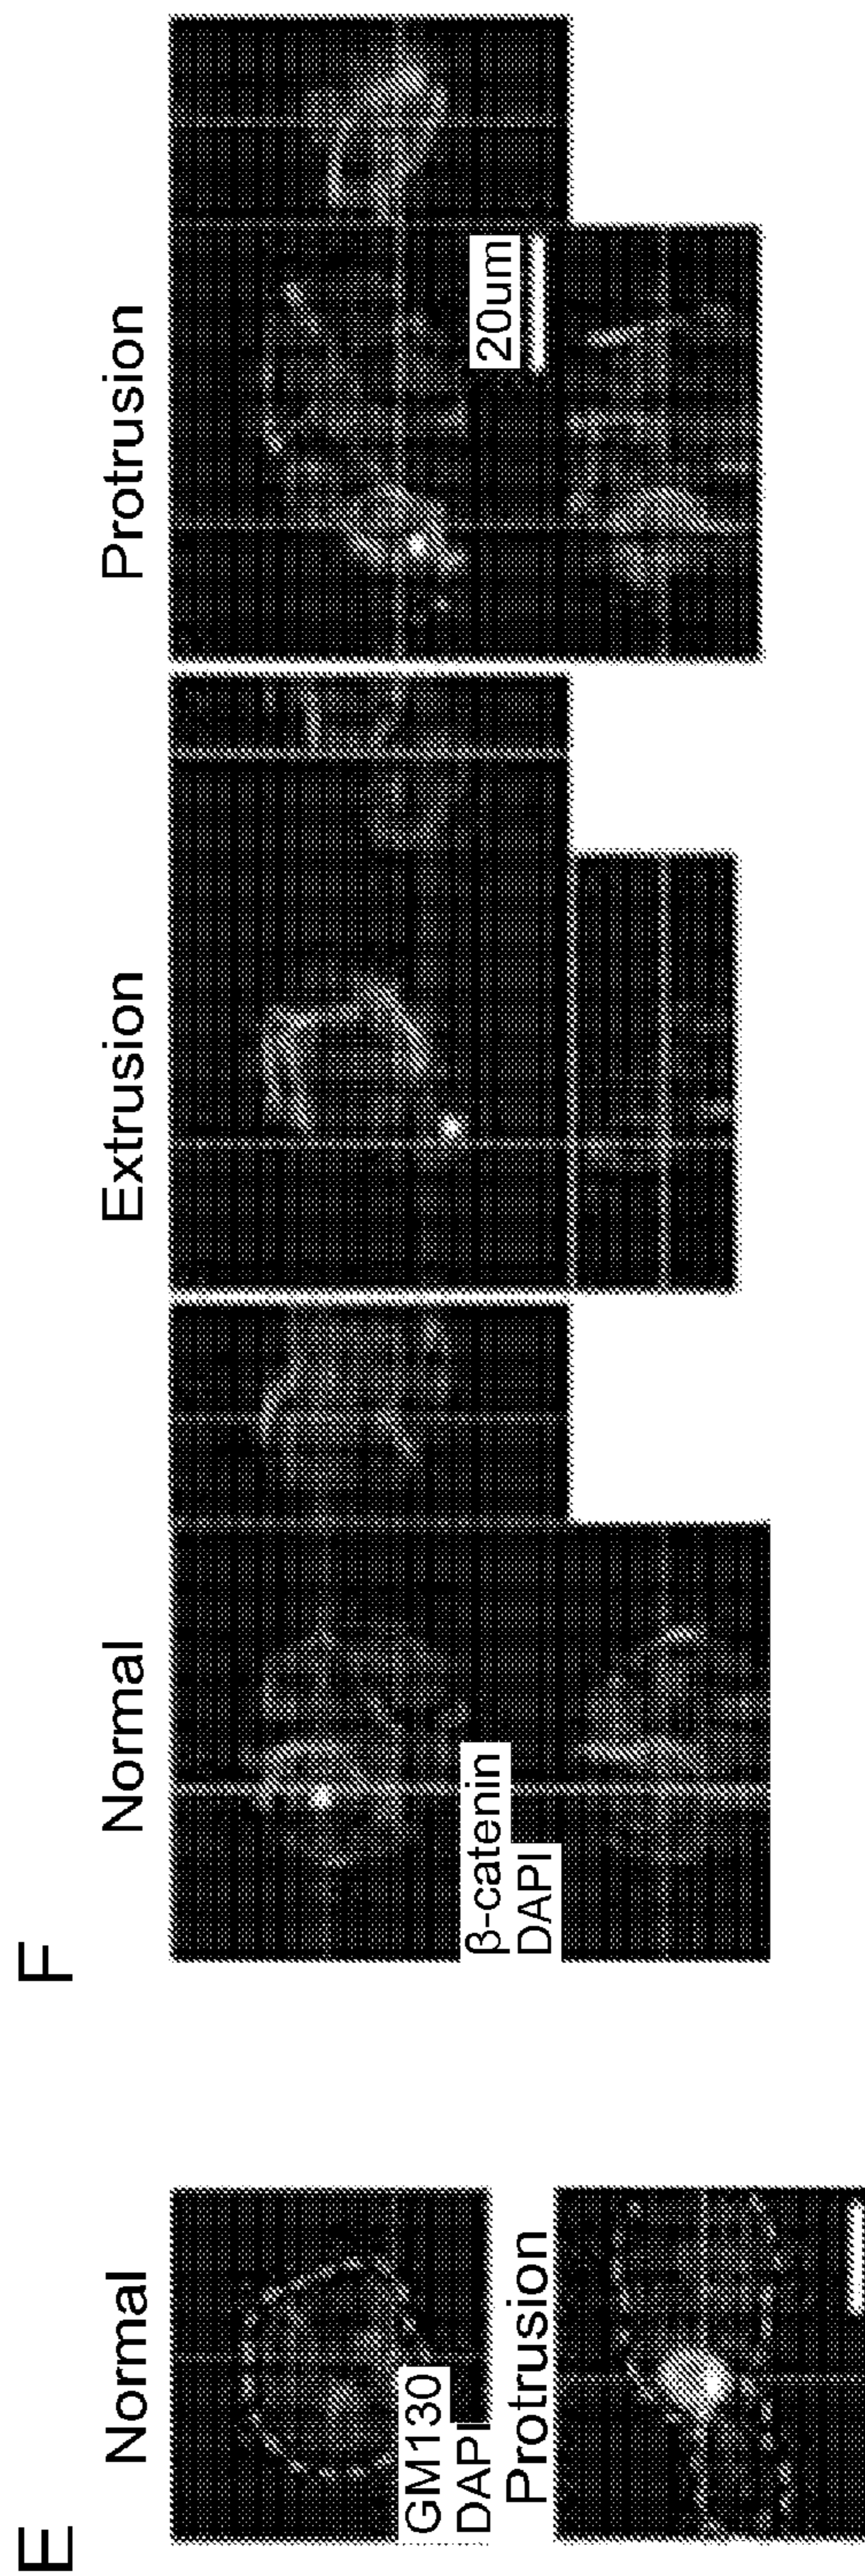 E
Normal
GM130
DAPI
Protrusion
F
Normal
Extrusion
Protrusion
β-catenin
DAPI
20um